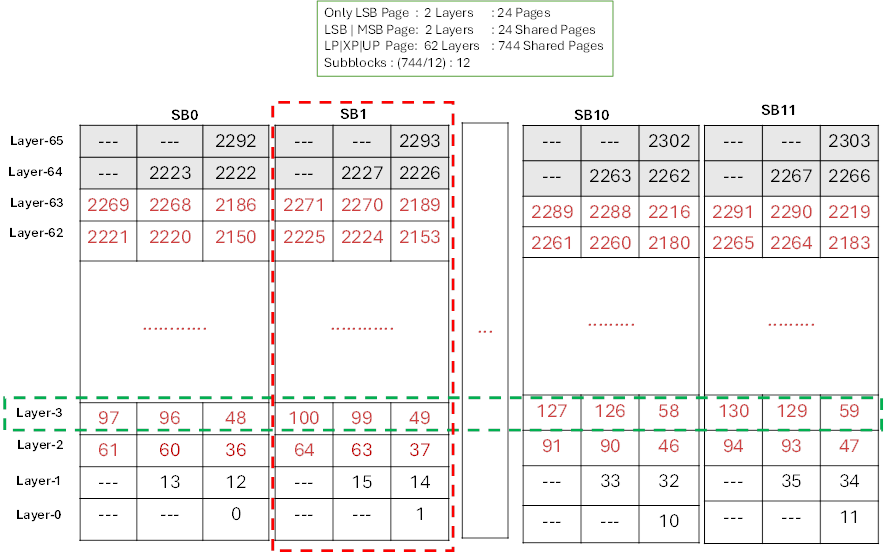 Only LSB Page : 2 Layers : 24 Pages
LSB | MSB Page: 2 Layers : 24 Shared Pages
LP|XP|UP Page: 62 Layers : 744 Shared Pages
Subblocks : (744/12) : 12
SB0 SB1 SB10 SB11
Layer-65 --- --- 2292 --- --- 2293 --- --- 2302 --- --- 2303
Layer-64 --- 2223 2222 --- 2227 2226 --- 2263 2262 --- 2267 2266
Layer-63 2269 2268 2186 2271 2270 2189 2289 2288 2216 2291 2290 2219
Layer-62 2221 2220 2150 2225 2224 2153 2261 2260 2180 2265 2264 2183
........... ........... ... ........ ........
Layer-3 97 96 48 100 99 49 127 126 58 130 129 59
Layer-2 61 60 36 64 63 37 91 90 46 94 93 47
Layer-1 --- 13 12 --- 15 14 --- 33 32 --- 35 34
Layer-0 --- --- 0 --- --- 1 --- --- 10 --- --- 11